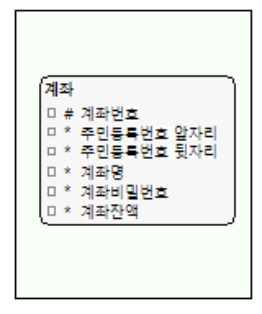 계좌
□ # 계좌번호
□ * 주민등록번호 앞자리
□ * 주민등록번호 뒷자리
□ * 계좌명
□ * 계좌비밀번호
□ * 계좌잔액